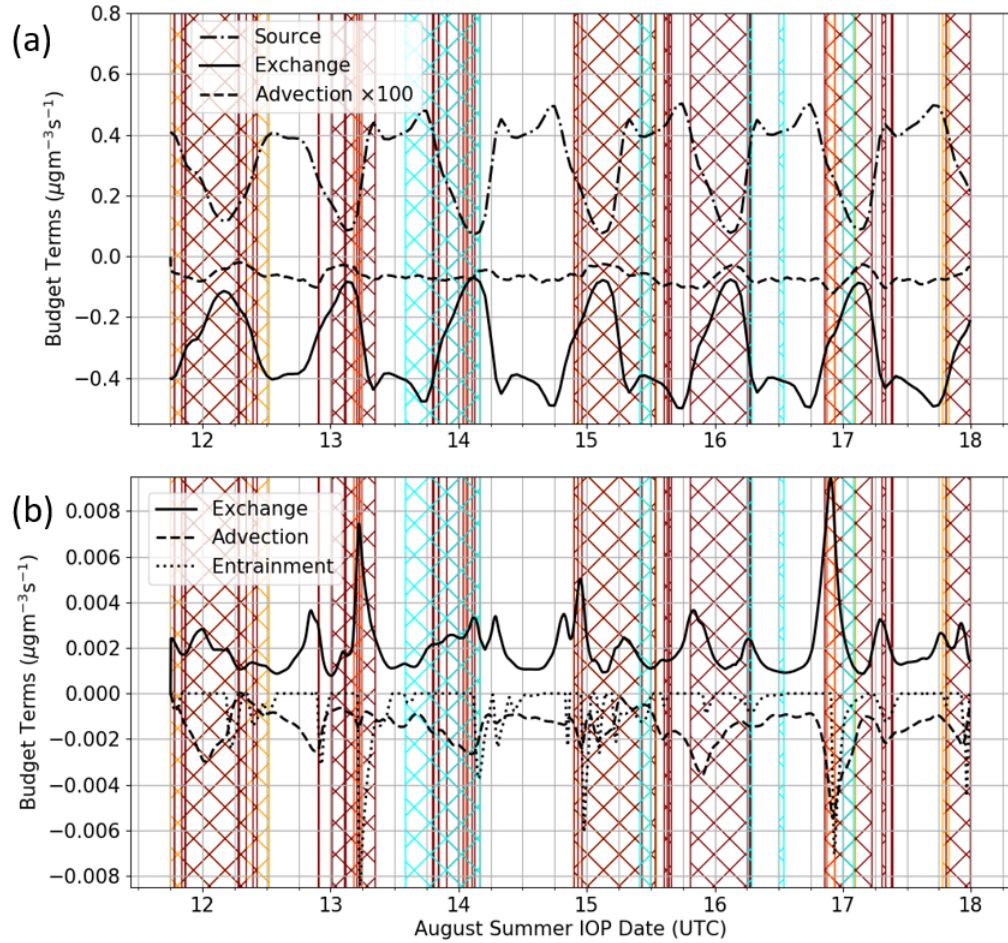 (a)
Source
Exchange
Advection ×100
Budget Terms (μgm⁻³s⁻¹)
0.8
0.6
0.4
0.2
0.0
−0.2
−0.4
12 13 14 15 16 17 18
(b)
Exchange
Advection
Entrainment
Budget Terms (μgm⁻³s⁻¹)
0.008
0.006
0.004
0.002
0.000
−0.002
−0.004
−0.006
−0.008
12 13 14 15 16 17 18
August Summer IOP Date (UTC)